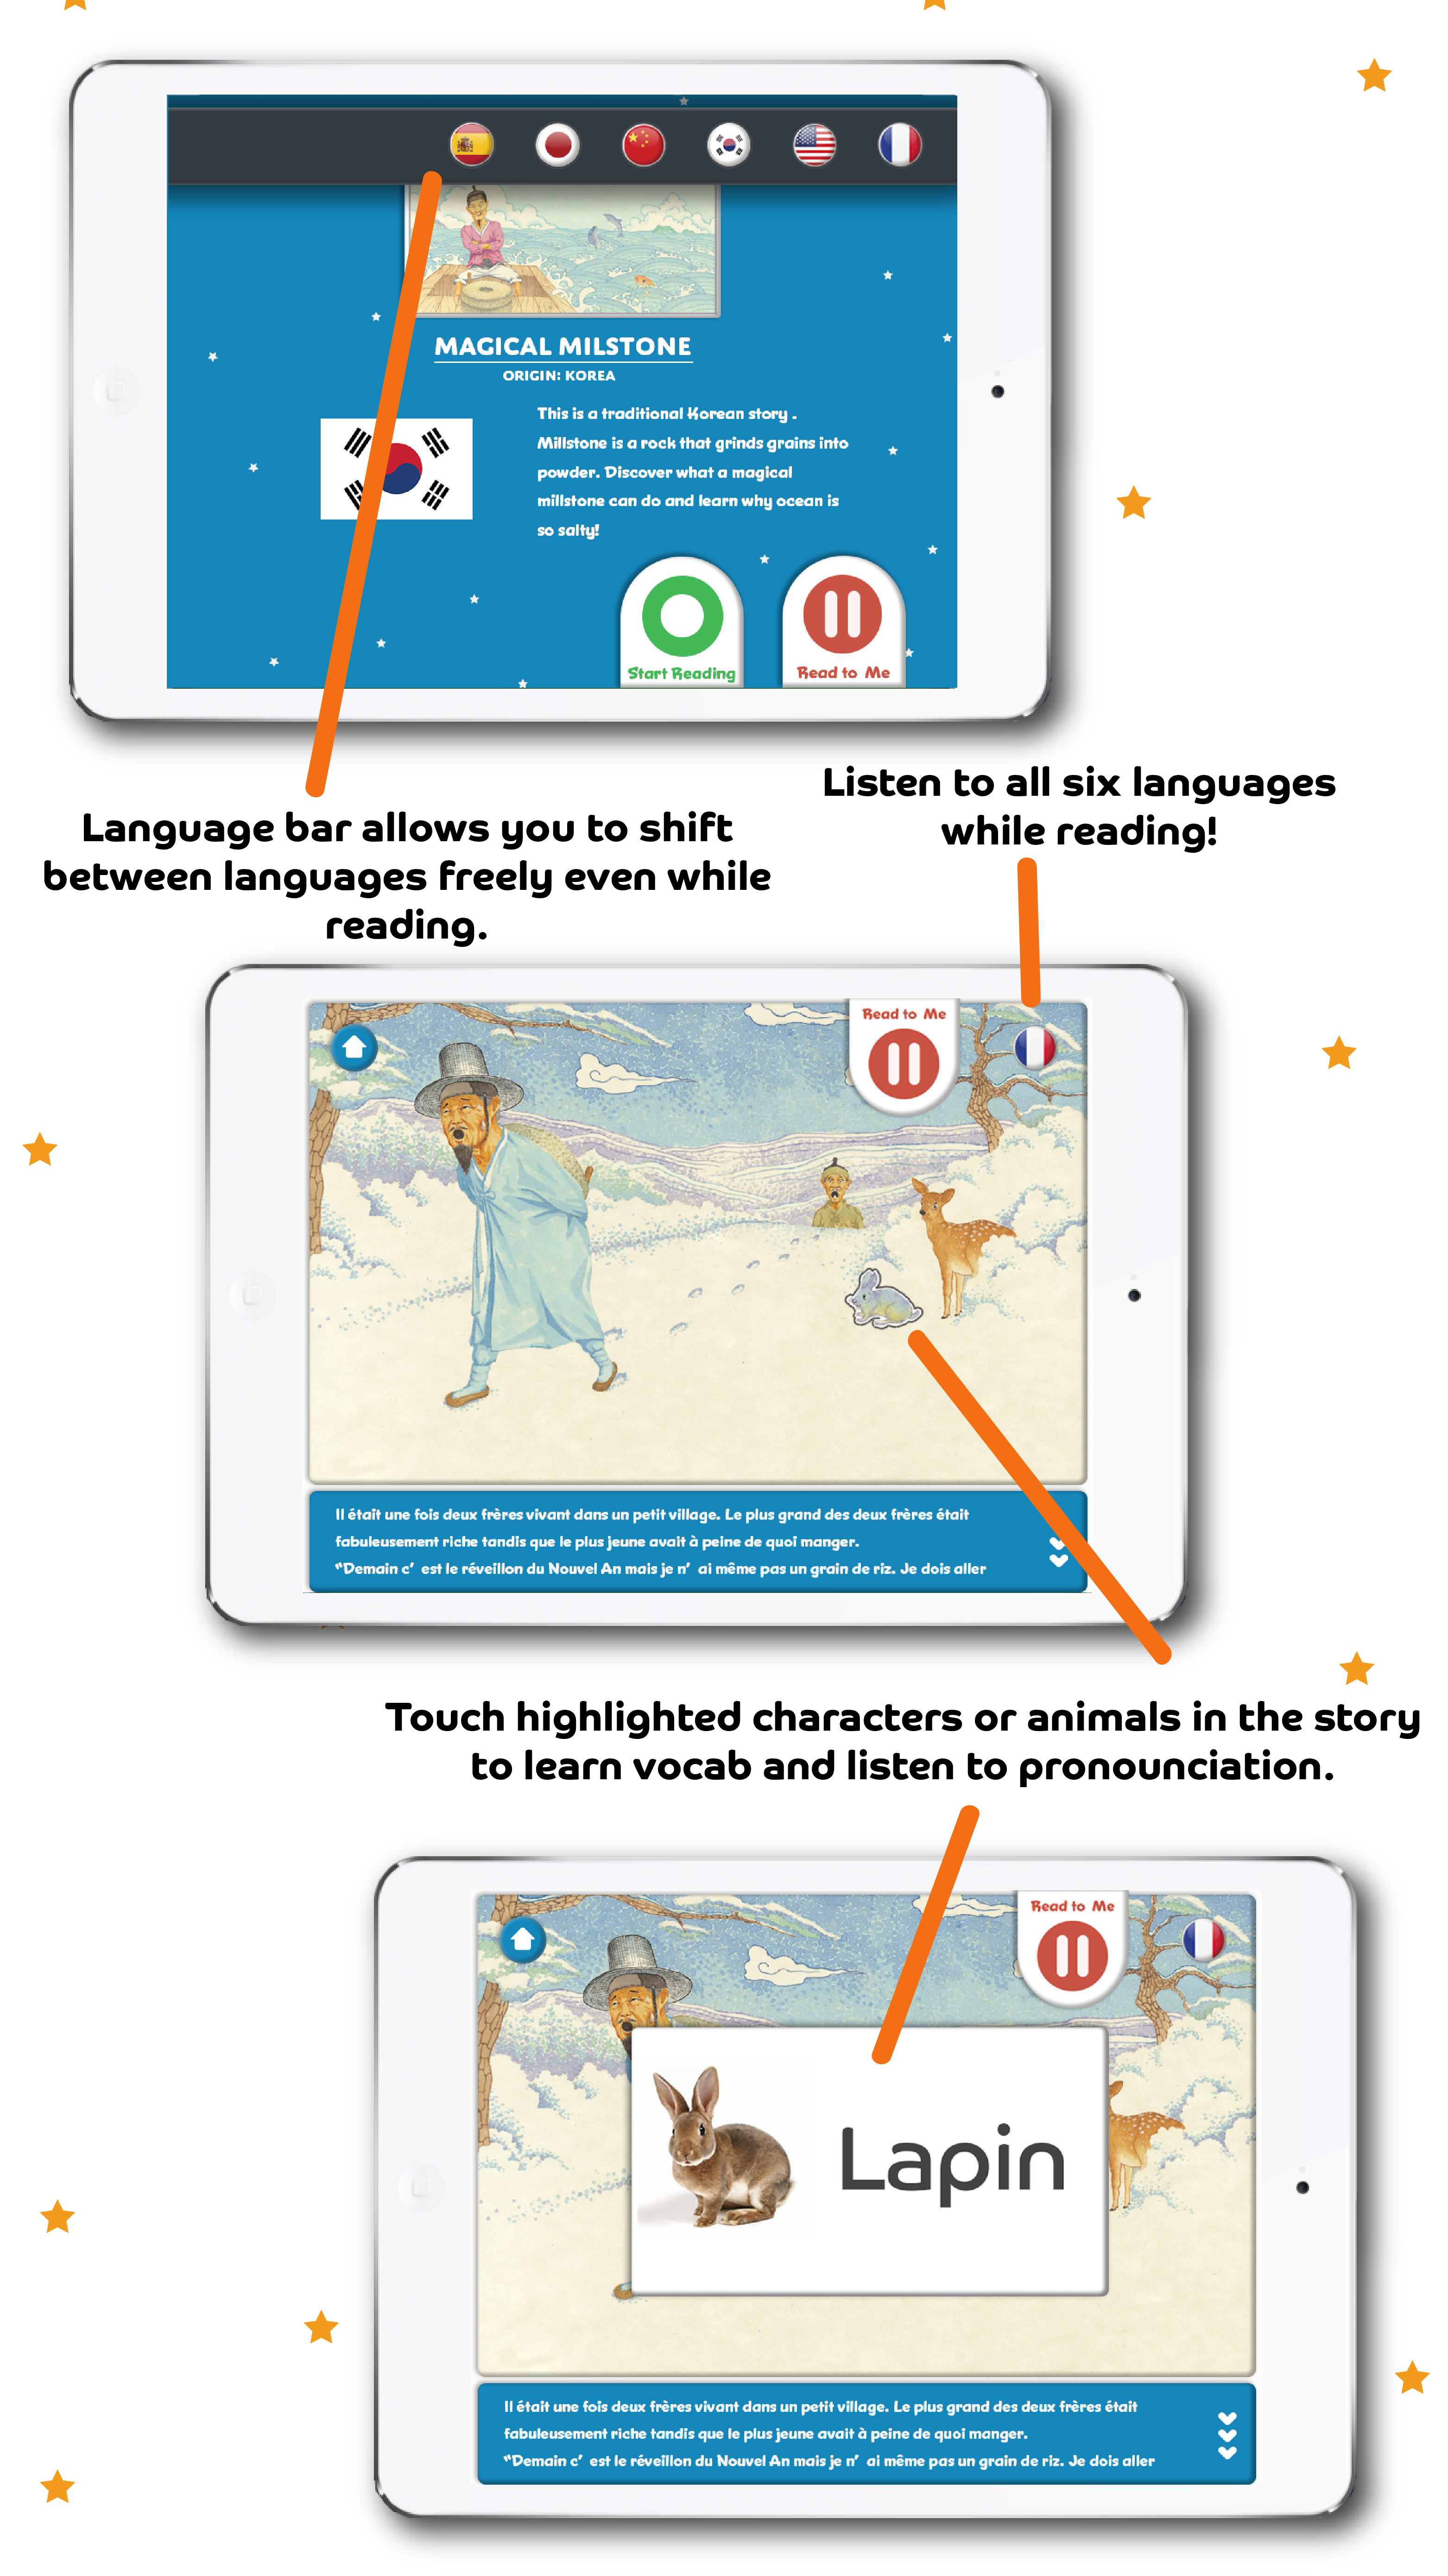 MAGICAL MILSTONE
ORIGIN: KOREA
This is a traditional Korean story .
Millstone is a rock that grinds grains into
powder. Discover what a magical
millstone can do and learn why ocean is
so salty!
Start Reading
Read to Me
Listen to all six languages
while reading!
Language bar allows you to shift
between languages freely even while
reading.
Read to Me
Il était une fois deux frères vivant dans un petit village. Le plus grand des deux frères était
fabuleusement riche tandis que le plus jeune avait à peine de quoi manger.
"Demain c' est le réveillon du Nouvel An mais je n' ai même pas un grain de riz. Je dois aller
Touch highlighted characters or animals in the story
to learn vocab and listen to pronounciation.
Read to Me
Lapin
Il était une fois deux frères vivant dans un petit village. Le plus grand des deux frères était
fabuleusement riche tandis que le plus jeune avait à peine de quoi manger.
"Demain c' est le réveillon du Nouvel An mais je n' ai même pas un grain de riz. Je dois aller